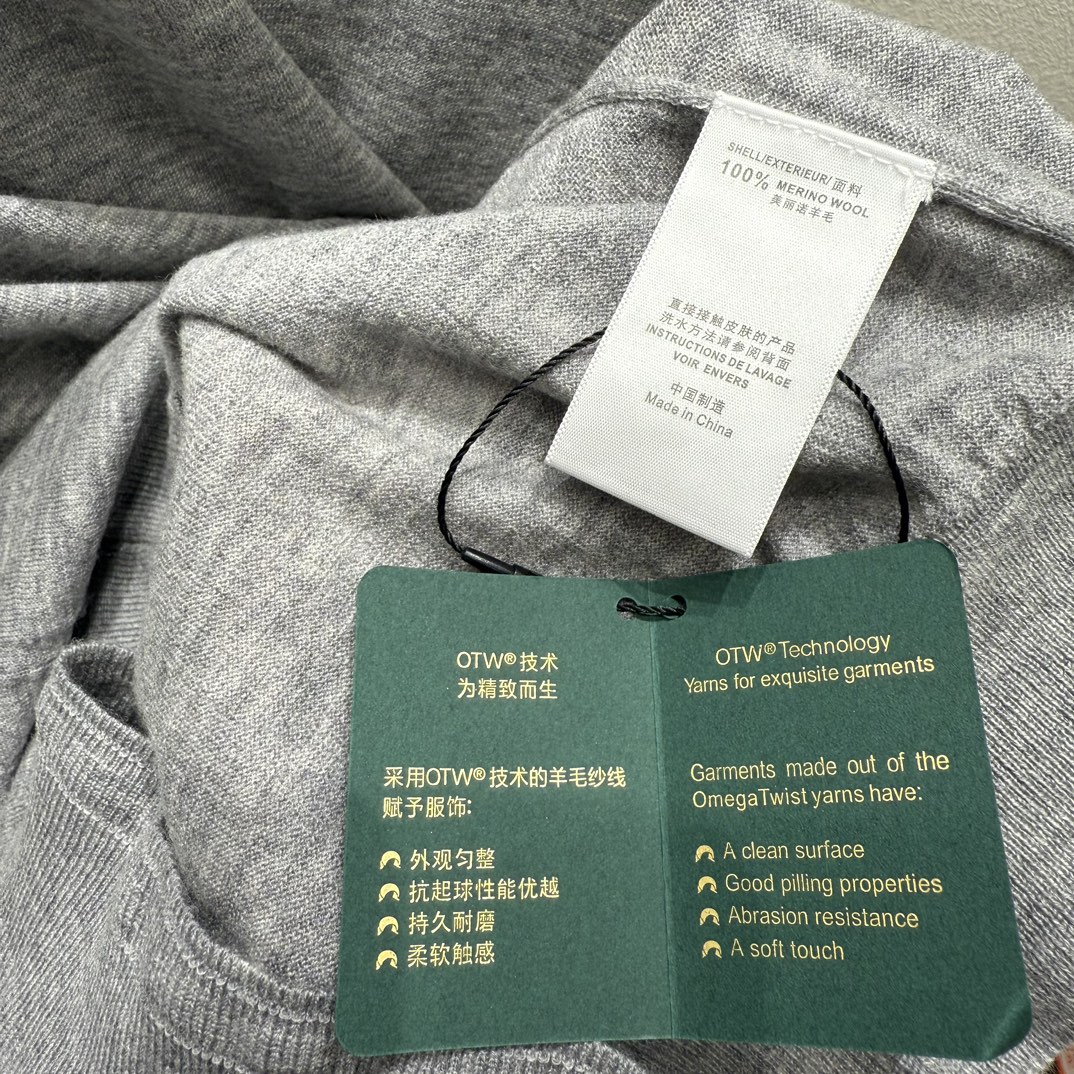 SHELL/EXTERIEUR/面料
100% MERINO WOOL
美丽诺羊毛
直接接触皮肤的产品
洗水方法请参阅背面
INSTRUCTIONS DE LAVAGE
VOIR ENVERS
中国制造
Made in China
OTW®技术
为精致而生
采用OTW®技术的羊毛纱线
赋予服饰:
外观匀整
抗起球性能优越
持久耐磨
柔软触感
OTW® Technology
Yarns for exquisite garments
Garments made out of the
OmegaTwist yarns have:
A clean surface
Good pilling properties
Abrasion resistance
A soft touch